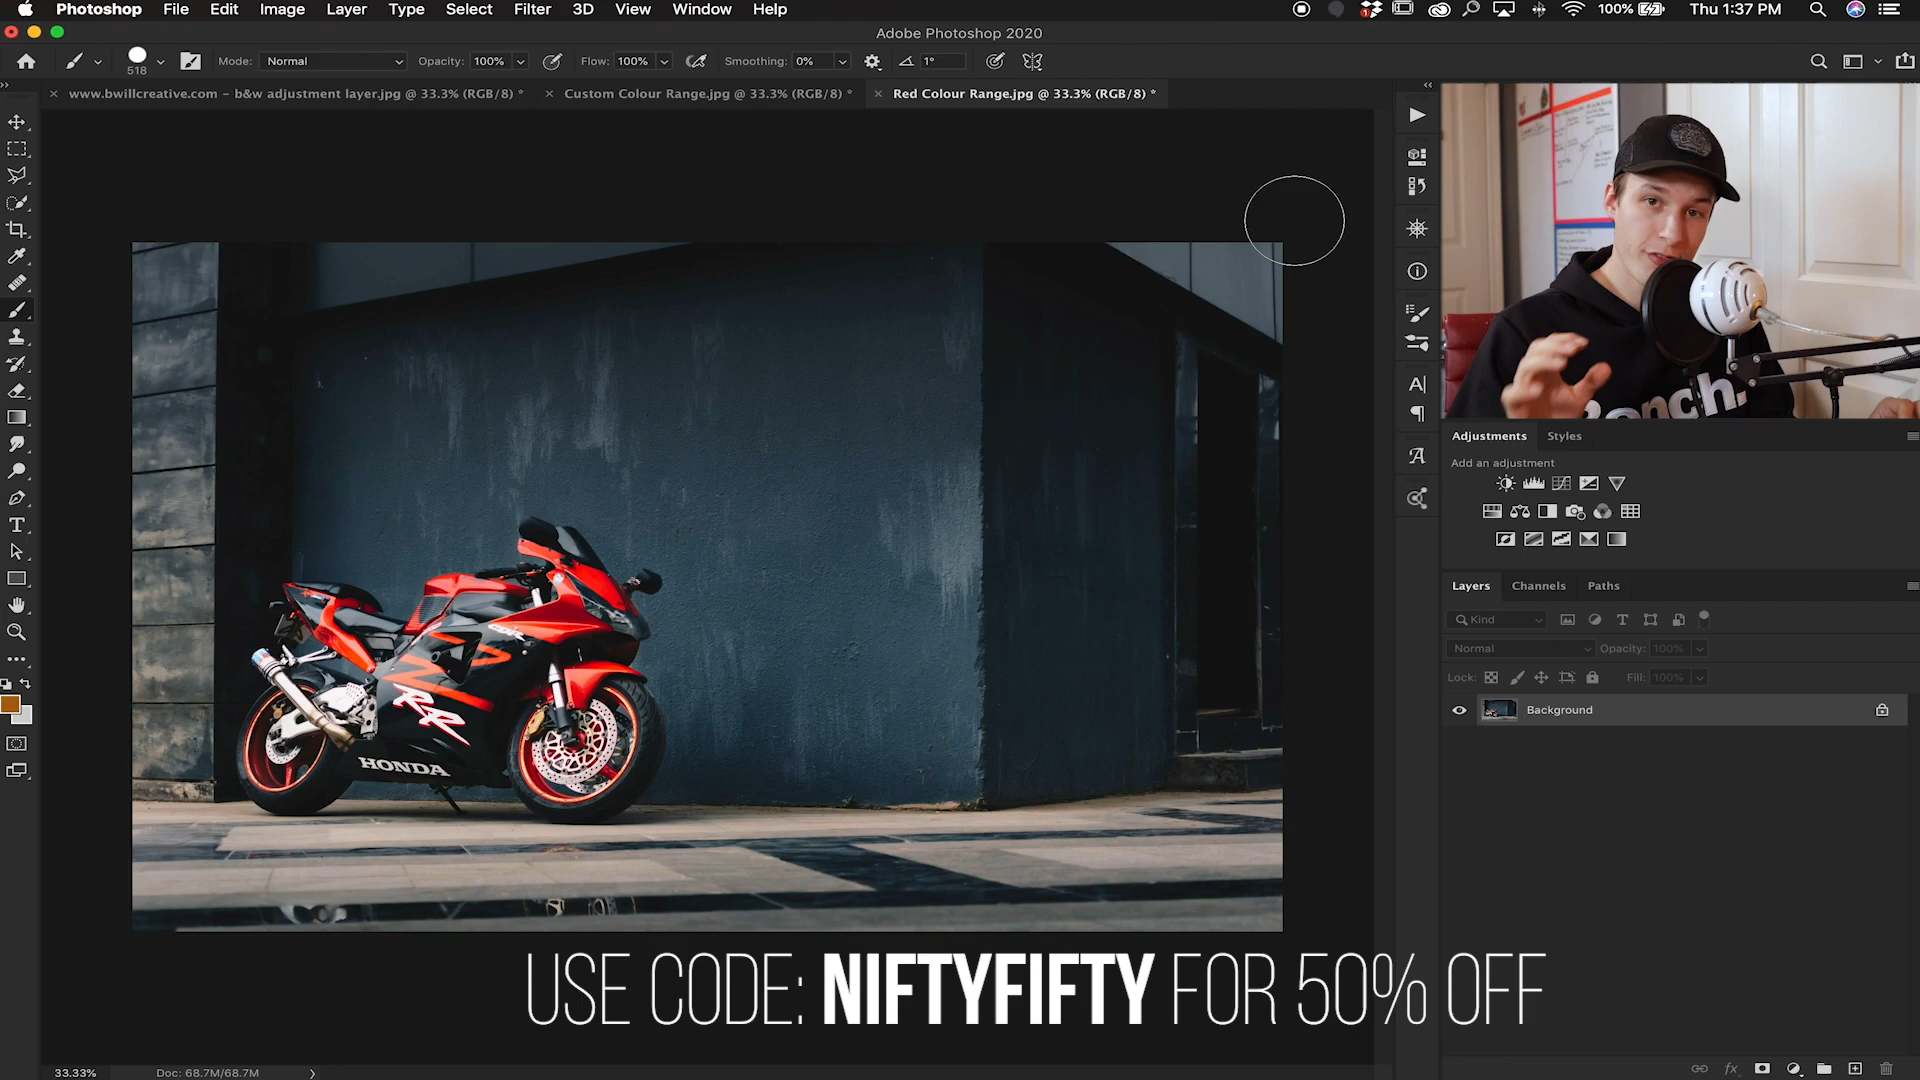 Photoshop File Edit Image Layer Type Select Filter 3D View Window Help 1 100% Thu 1:37 PM
Adobe Photoshop 2020
518 Mode: Normal Opacity: 100% Flow: 100% Smoothing: 0% 1°
www.bwillcreative.com – b&w adjustment layer.jpg @ 33.3% (RGB/8) * Custom Colour Range.jpg @ 33.3% (RGB/8) * Red Colour Range.jpg @ 33.3% (RGB/8) *
Adjustments Styles
Add an adjustment
Layers Channels Paths
Kind
Normal Opacity: 100%
Lock: Fill: 100%
Background
RR
HONDA
USE CODE: NIFTYFIFTY FOR 50% OFF
33.33% Doc: 68.7M/68.7M